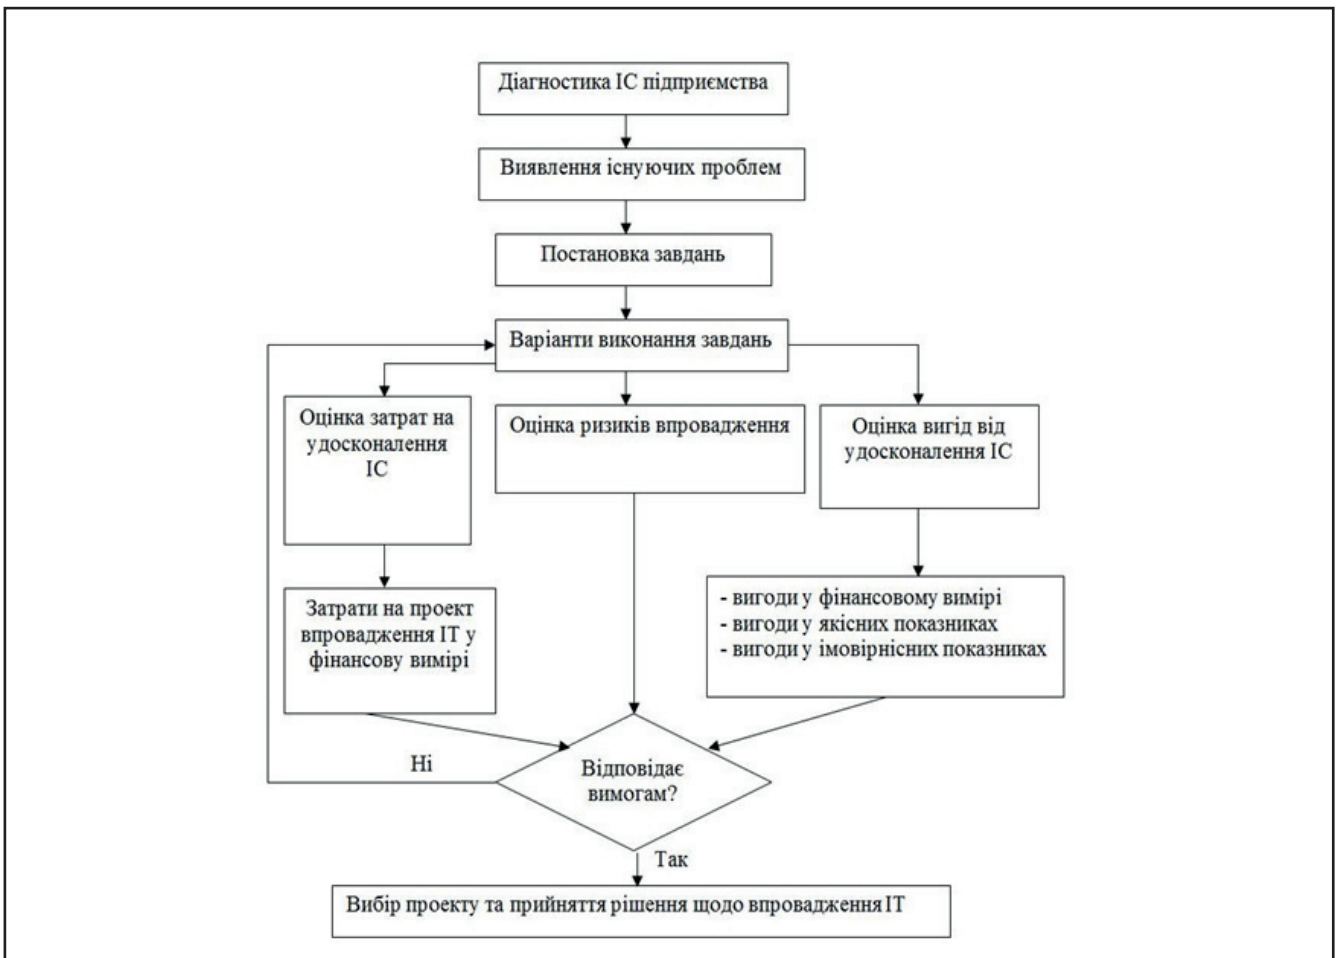 Діагностика ІС підприємства
Виявлення існуючих проблем
Постановка завдань
Варіанти виконання завдань
Оцінка затрат на
удосконалення
ІС
Оцінка ризиків впровадження
Оцінка вигід від
удосконалення ІС
Затрати на проект
впровадження ІТ у
фінансову вимірі
- вигоди у фінансовому вимірі
- вигоди у якісних показниках
- вигоди у імовірнісних показниках
Ні
Відповідає
вимогам?
Так
Вибір проекту та прийняття рішення щодо впровадження ІТ